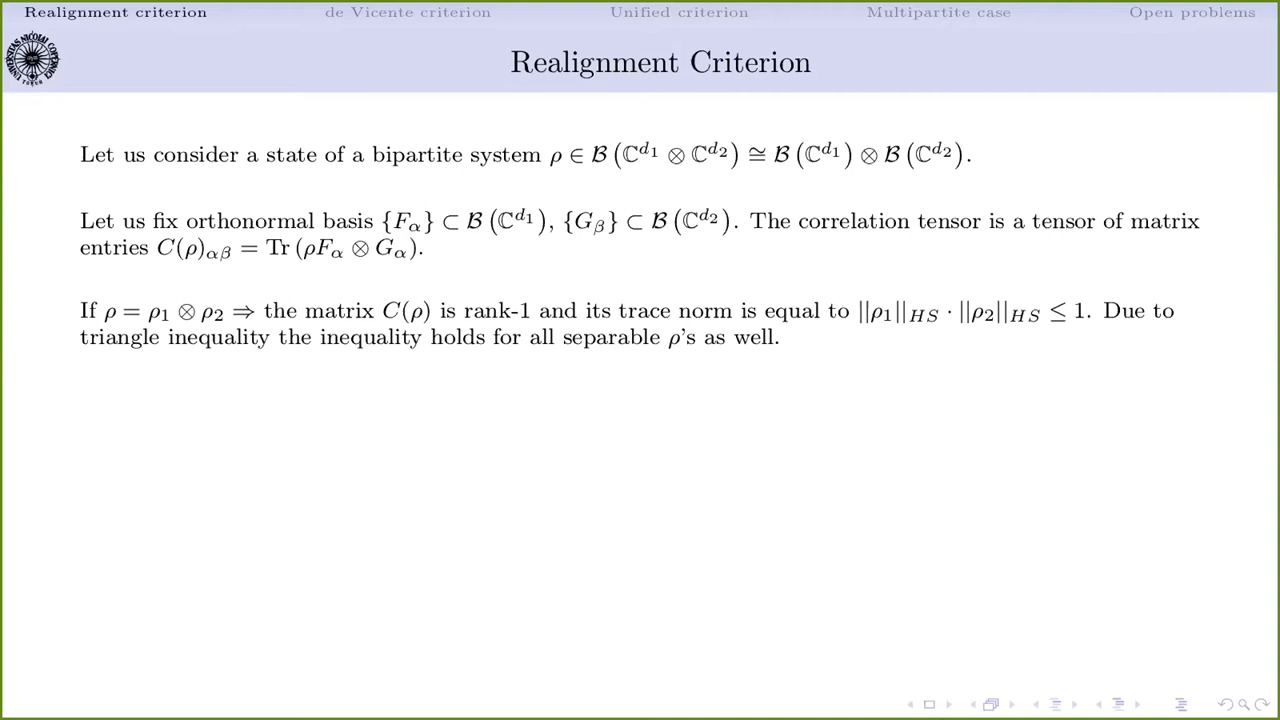 Realignment criterion de Vicente criterion Unified criterion Multipartite case Open problems
UNIVERSITAS NICOLAI COPERNICI TORUŃ
Realignment Criterion
Let us consider a state of a bipartite system ρ ∈ ℬ (ℂ^{d_1} ⊗ ℂ^{d_2}) ≅ ℬ (ℂ^{d_1}) ⊗ ℬ (ℂ^{d_2}).
Let us fix orthonormal basis {F_α} ⊂ ℬ (ℂ^{d_1}), {G_β} ⊂ ℬ (ℂ^{d_2}). The correlation tensor is a tensor of matrix
entries C(ρ)_{αβ} = Tr (ρF_α ⊗ G_α).
If ρ = ρ_1 ⊗ ρ_2 ⇒ the matrix C(ρ) is rank-1 and its trace norm is equal to ||ρ_1||_{HS} · ||ρ_2||_{HS} ≤ 1. Due to
triangle inequality the inequality holds for all separable ρ's as well.